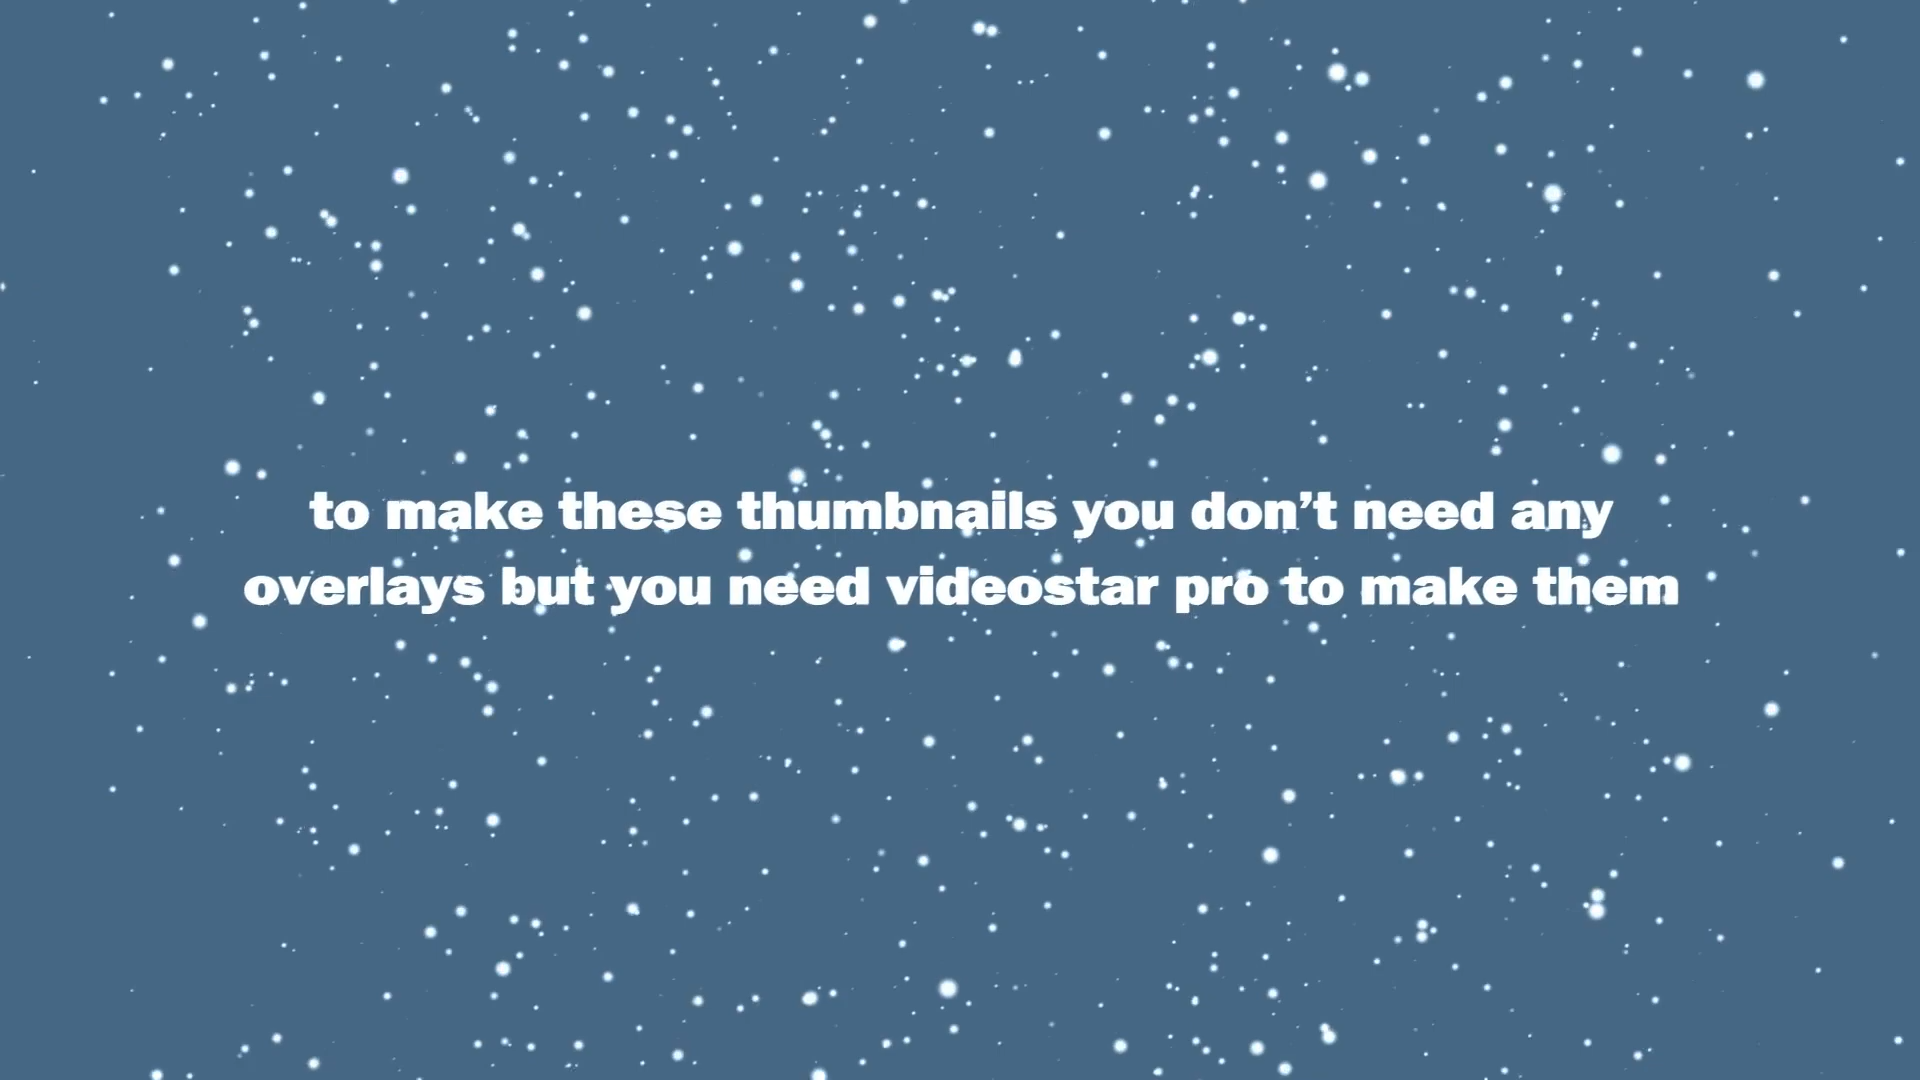 to make these thumbnails you don’t need any
overlays but you need videostar pro to make them